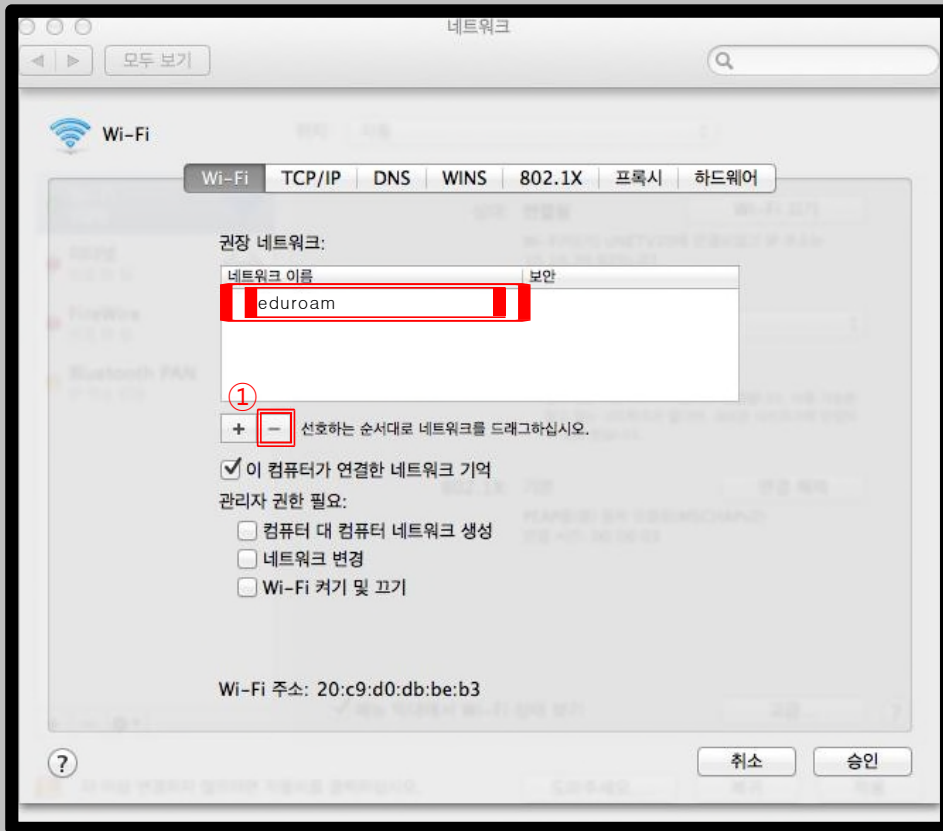 네트워크
모두 보기
Wi-Fi
Wi-Fi TCP/IP DNS WINS 802.1X 프록시 하드웨어
권장 네트워크:
네트워크 이름 보안
eduroam
①
+ - 선호하는 순서대로 네트워크를 드래그하십시오.
이 컴퓨터가 연결한 네트워크 기억
관리자 권한 필요:
컴퓨터 대 컴퓨터 네트워크 생성
네트워크 변경
Wi-Fi 켜기 및 끄기
Wi-Fi 주소: 20:c9:d0:db:be:b3
?
취소 승인